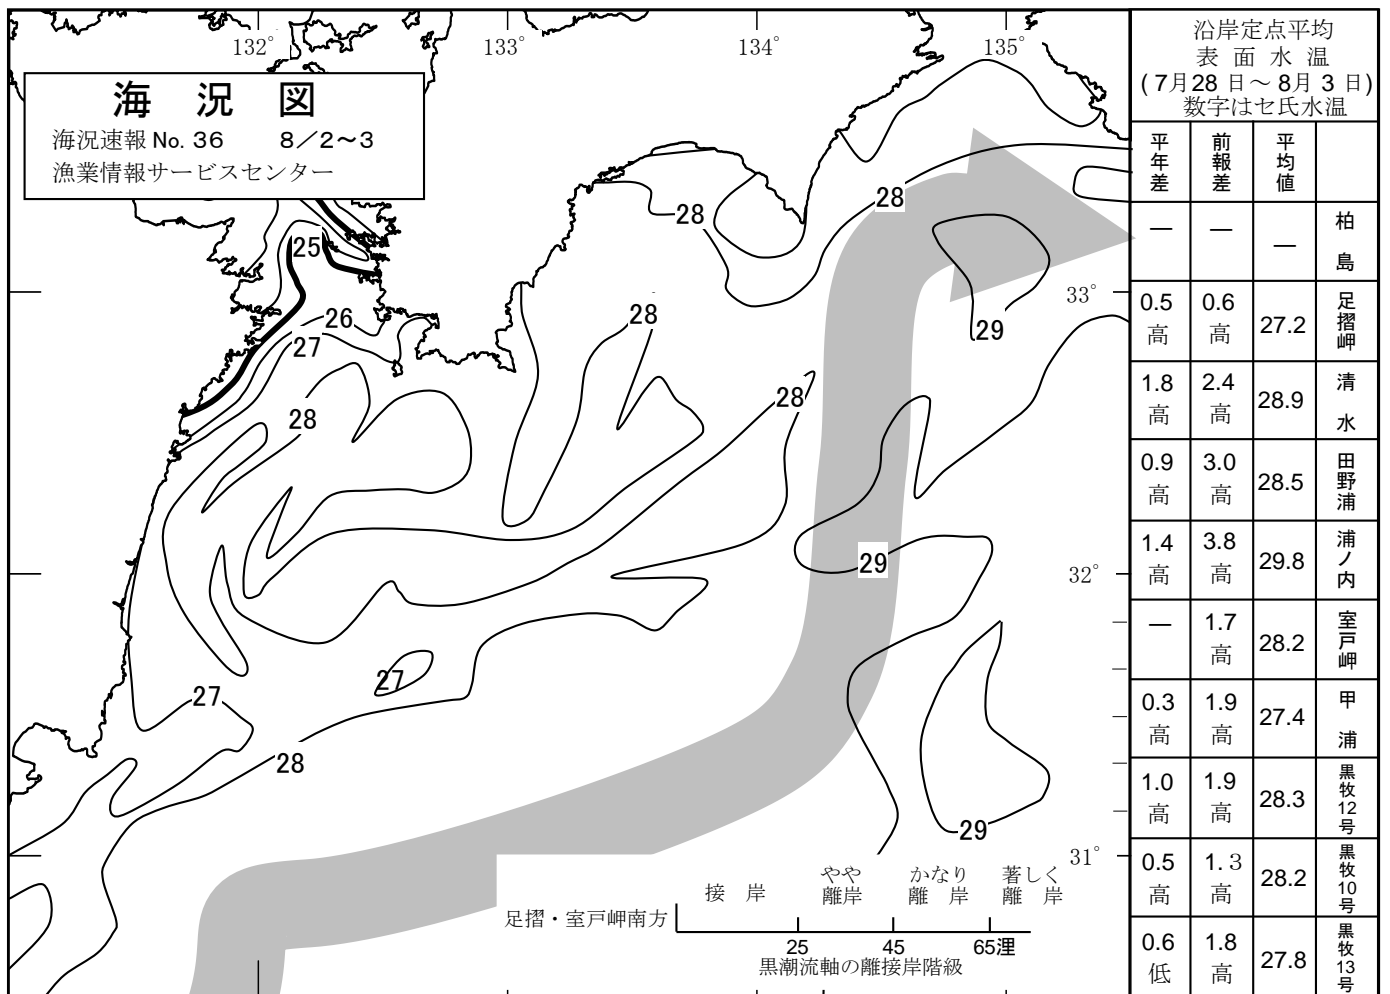 132° 133° 134° 135°
海 況 図
海況速報 No. 36 8／2～3
漁業情報サービスセンター
25
26
27
28
28
28
28
28
29
29
27
27
28
29
33°
32°
31°
接 岸 やや離岸 かなり離 岸 著しく離 岸
足摺・室戸岬南方
25 45 65浬
黒潮流軸の離接岸階級
沿岸定点平均
表 面 水 温
( 7月28 日～ 8月 3 日)
数字はセ氏水温
平年差 前報差 平均値
― ― ― 柏 島
0.5高 0.6高 27.2 足摺岬
1.8高 2.4高 28.9 清 水
0.9高 3.0高 28.5 田野浦
1.4高 3.8高 29.8 浦ノ内
― 1.7高 28.2 室戸岬
0.3高 1.9高 27.4 甲 浦
1.0高 1.9高 28.3 黒牧12号
0.5高 1.3高 28.2 黒牧10号
0.6低 1.8高 27.8 黒牧13号